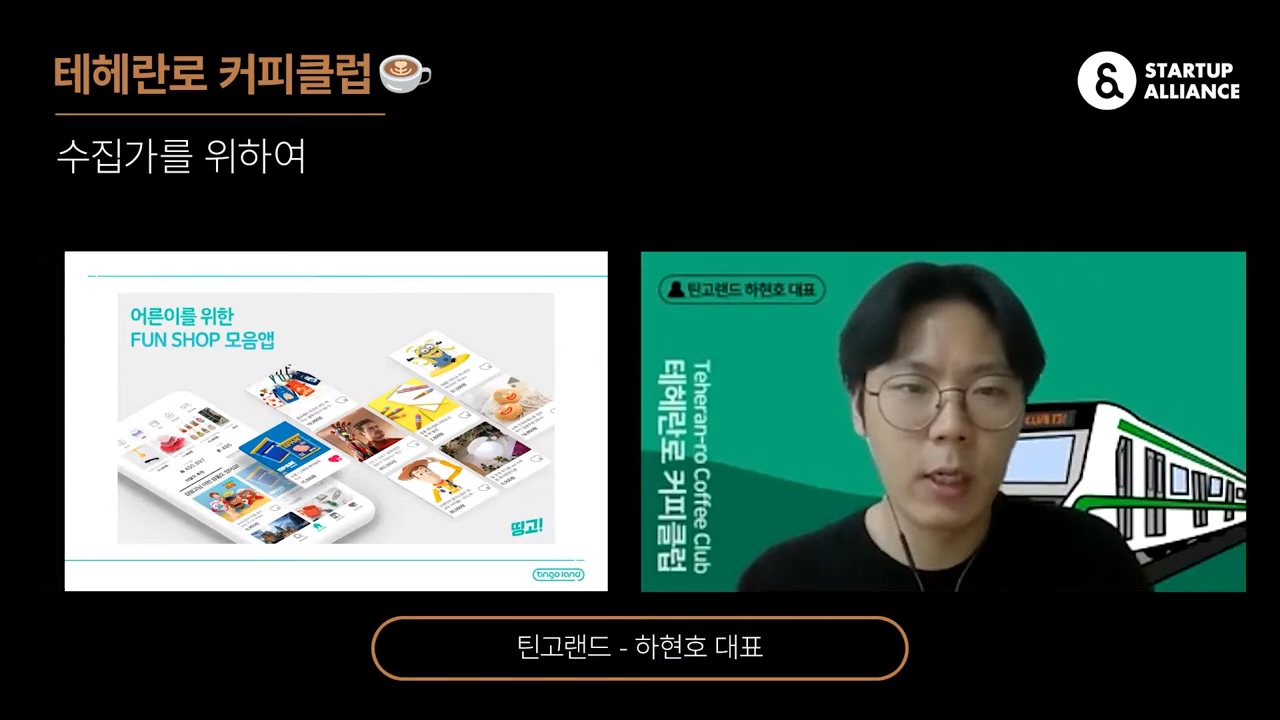 테헤란로 커피클럽
STARTUP
ALLIANCE
수집가를 위하여
어른이를 위한
FUN SHOP 모음앱
띵고!
tingo land
틴고랜드 하현호 대표
Teheran-ro Coffee Club
테헤란로 커피클럽
틴고랜드 - 하현호 대표